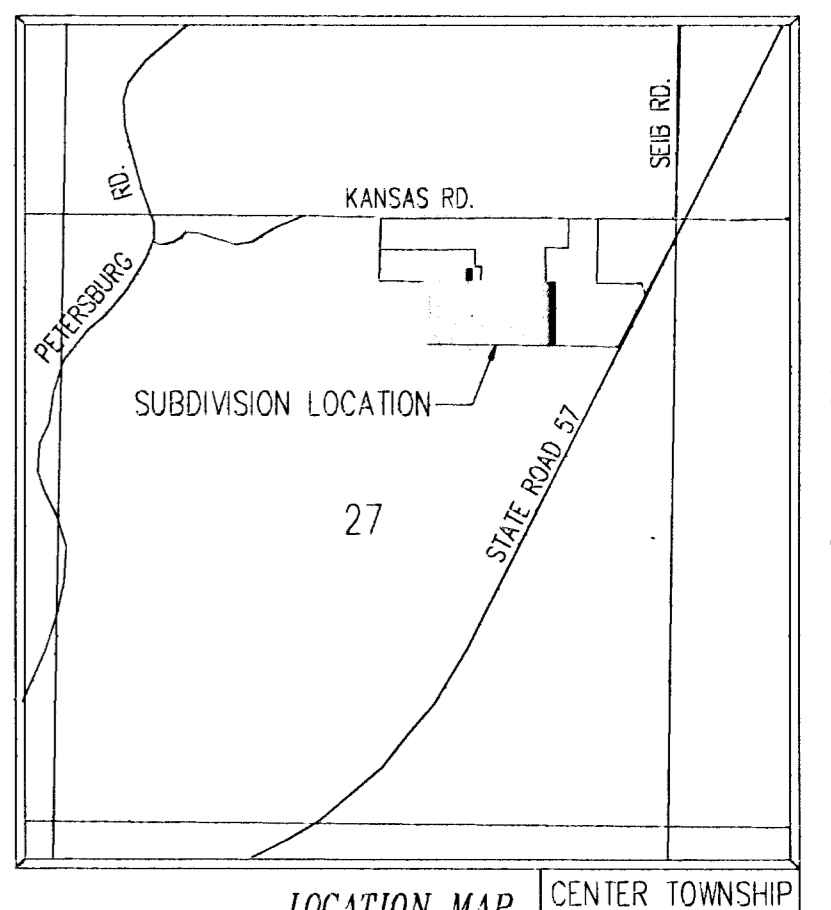 SEIB RD.
KANSAS RD.
PETERSBURG RD.
SUBDIVISION LOCATION
STATE ROAD 57
27
LOCATION MAP
CENTER TOWNSHIP